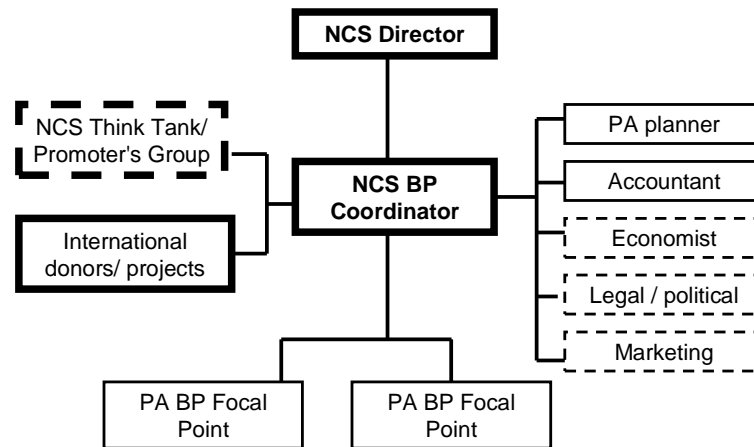 NCS Director
NCS Think Tank/
Promoter's Group
International
donors/ projects
NCS BP
Coordinator
PA planner
Accountant
Economist
Legal / political
Marketing
PA BP Focal
Point
PA BP Focal
Point